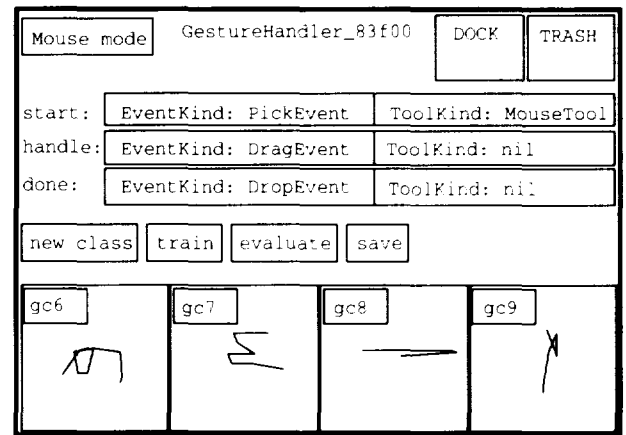 Mouse mode GestureHandler_83f00 DOCK TRASH
start: EventKind: PickEvent ToolKind: MouseTool
handle: EventKind: DragEvent ToolKind: nil
done: EventKind: DropEvent ToolKind: nil
new class train evaluate save
gc6 gc7 gc8 gc9